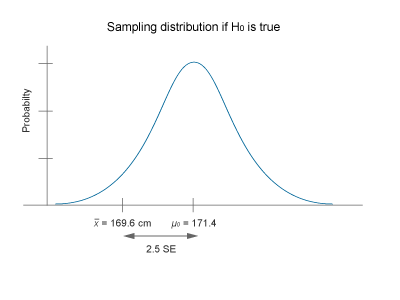 Sampling distribution if H₀ is true
Probabilty
x̄ = 169.6 cm
μ₀ = 171.4
2.5 SE